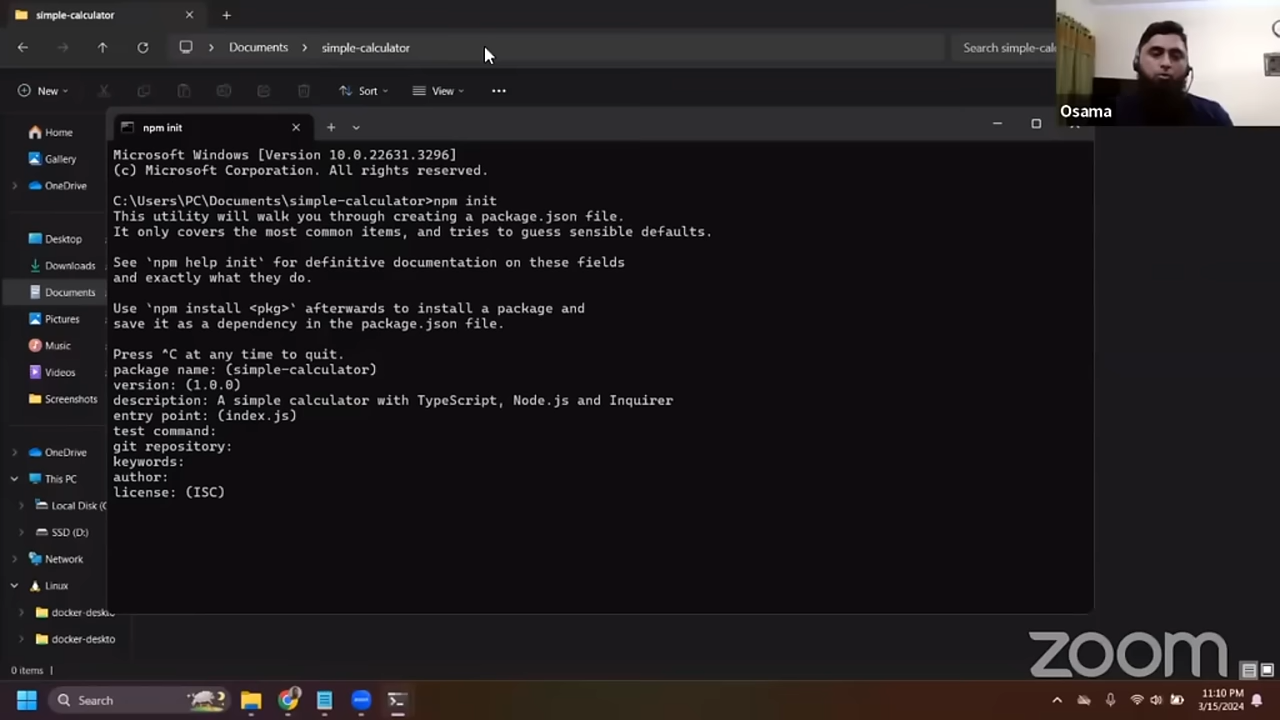 simple-calculator
Documents
simple-calculator
Search simple-cal
New
Sort
View
Osama
npm init
Home
Gallery
OneDrive
Desktop
Downloads
Documents
Pictures
Music
Videos
Screenshots
OneDrive
This PC
Local Disk (
SSD (D:)
Network
Linux
docker-deskto
docker-deskto
Microsoft Windows [Version 10.0.22631.3296]
(c) Microsoft Corporation. All rights reserved.
C:\Users\PC\Documents\simple-calculator>npm init
This utility will walk you through creating a package.json file.
It only covers the most common items, and tries to guess sensible defaults.
See `npm help init` for definitive documentation on these fields
and exactly what they do.
Use `npm install <pkg>` afterwards to install a package and
save it as a dependency in the package.json file.
Press ^C at any time to quit.
package name: (simple-calculator)
version: (1.0.0)
description: A simple calculator with TypeScript, Node.js and Inquirer
entry point: (index.js)
test command:
git repository:
keywords:
author:
license: (ISC)
zoom
0 items
Search
11:10 PM
3/15/2024